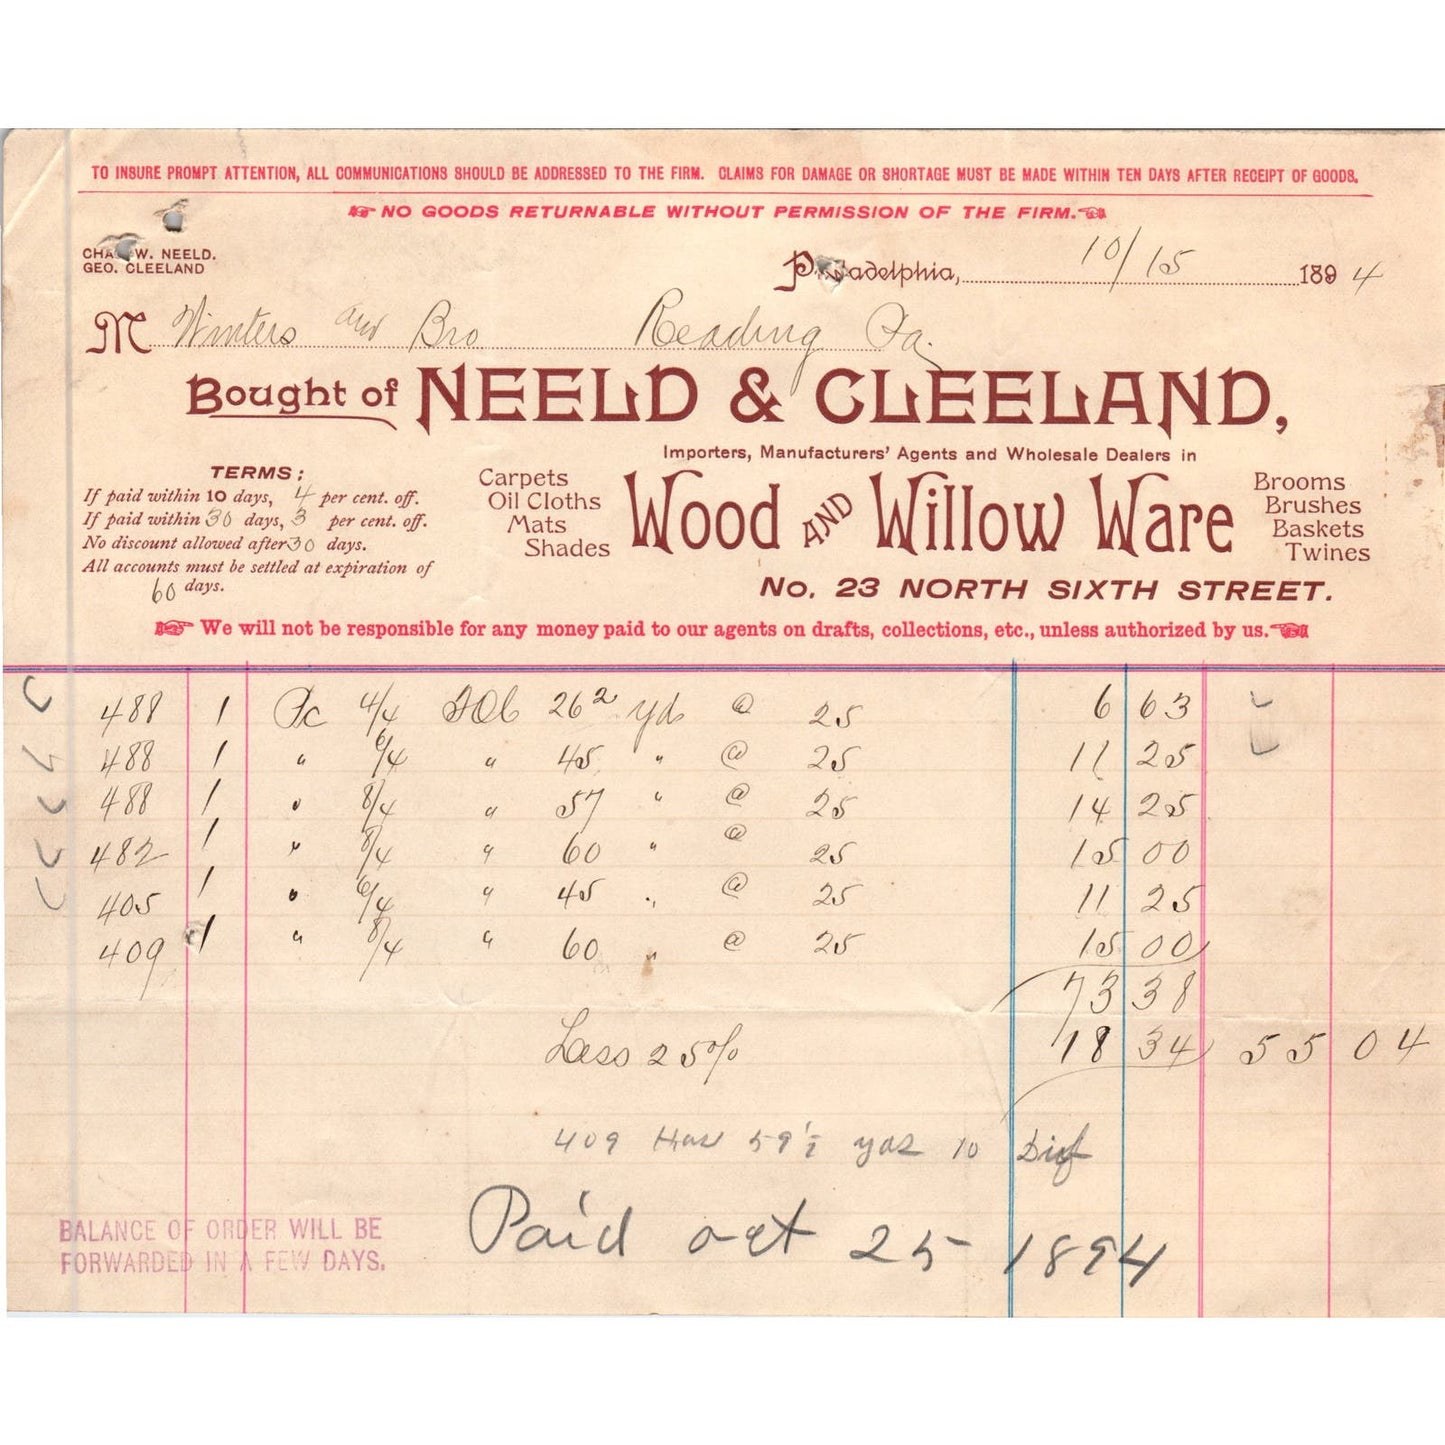 TO INSURE PROMPT ATTENTION, ALL COMMUNICATIONS SHOULD BE ADDRESSED TO THE FIRM. CLAIMS FOR DAMAGE OR SHORTAGE MUST BE MADE WITHIN TEN DAYS AFTER RECEIPT OF GOODS.
NO GOODS RETURNABLE WITHOUT PERMISSION OF THE FIRM.
CHAS. W. NEELD.
GEO. CLEELAND
Philadelphia, 10/15 1894
M Winters and Bro Reading Pa.
Bought of NEELD & CLEELAND,
Importers, Manufacturers' Agents and Wholesale Dealers in
Wood AND Willow Ware
No. 23 NORTH SIXTH STREET.
TERMS:
If paid within 10 days, 4 per cent. off.
If paid within 30 days, 3 per cent. off.
No discount allowed after 30 days.
All accounts must be settled at expiration of
60 days.
Carpets
Oil Cloths
Mats
Shades
Brooms
Brushes
Baskets
Twines
We will not be responsible for any money paid to our agents on drafts, collections, etc., unless authorized by us.
488 1 Pc 4/4 26² yds @ 25 6 63
488 1 " 6/4 " 45 " @ 25 11 25
488 1 " 8/4 " 57 " @ 25 14 25
482 1 " 8/4 " 60 " @ 25 15 00
405 1 " 6/4 " 45 " @ 25 11 25
409 1 " 8/4 " 60 " @ 25 15 00
73 38
Less 25% 18 34 55 04
409 Has 59½ yds 10 Dif
Paid oct 25 1894
BALANCE OF ORDER WILL BE
FORWARDED IN A FEW DAYS.